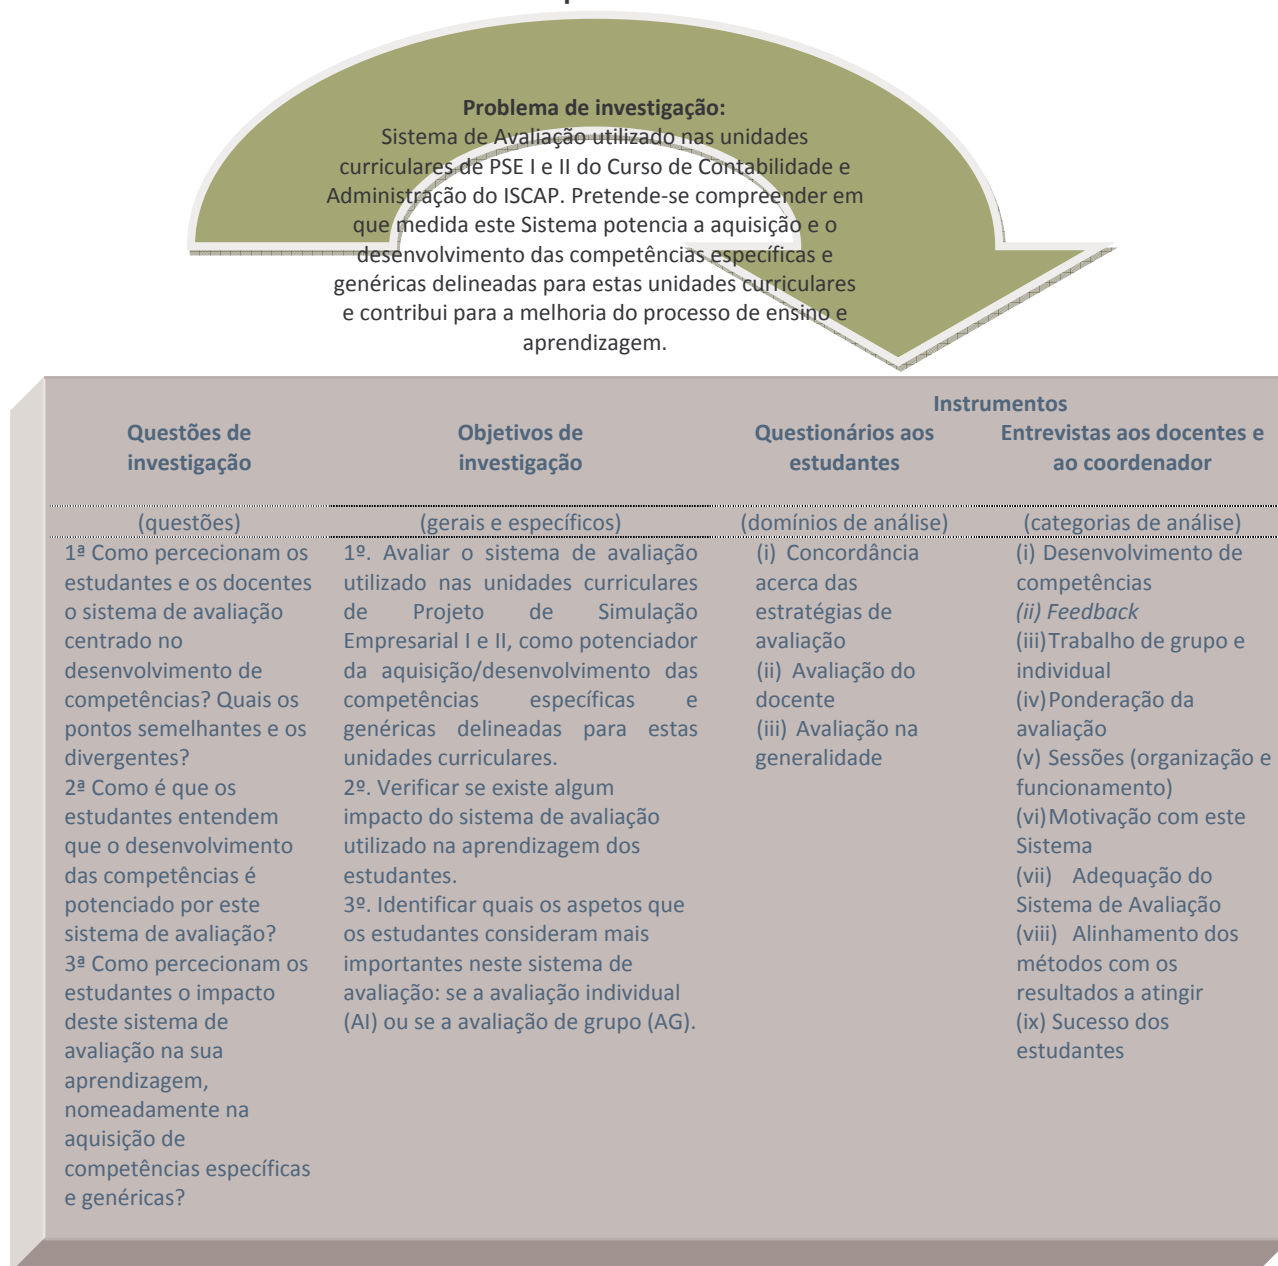 Problema de investigação:
Sistema de Avaliação utilizado nas unidades
curriculares de PSE I e II do Curso de Contabilidade e
Administração do ISCAP. Pretende-se compreender em
que medida este Sistema potencia a aquisição e o
desenvolvimento das competências específicas e
genéricas delineadas para estas unidades curriculares
e contribui para a melhoria do processo de ensino e
aprendizagem.
Questões de
investigação
(questões)
1ª Como percecionam os
estudantes e os docentes
o sistema de avaliação
centrado no
desenvolvimento de
competências? Quais os
pontos semelhantes e os
divergentes?
2ª Como é que os
estudantes entendem
que o desenvolvimento
das competências é
potenciado por este
sistema de avaliação?
3ª Como percecionam os
estudantes o impacto
deste sistema de
avaliação na sua
aprendizagem,
nomeadamente na
aquisição de
competências específicas
e genéricas?
Objetivos de
investigação
(gerais e específicos)
1º. Avaliar o sistema de avaliação
utilizado nas unidades curriculares
de Projeto de Simulação
Empresarial I e II, como potenciador
da aquisição/desenvolvimento das
competências específicas e
genéricas delineadas para estas
unidades curriculares.
2º. Verificar se existe algum
impacto do sistema de avaliação
utilizado na aprendizagem dos
estudantes.
3º. Identificar quais os aspetos que
os estudantes consideram mais
importantes neste sistema de
avaliação: se a avaliação individual
(AI) ou se a avaliação de grupo (AG).
Instrumentos
Questionários aos
estudantes
(domínios de análise)
(i) Concordância
acerca das
estratégias de
avaliação
(ii) Avaliação do
docente
(iii) Avaliação na
generalidade
Entrevistas aos docentes e
ao coordenador
(categorias de análise)
(i) Desenvolvimento de
competências
(ii) Feedback
(iii)Trabalho de grupo e
individual
(iv)Ponderação da
avaliação
(v) Sessões (organização e
funcionamento)
(vi)Motivação com este
Sistema
(vii) Adequação do
Sistema de Avaliação
(viii) Alinhamento dos
métodos com os
resultados a atingir
(ix) Sucesso dos
estudantes